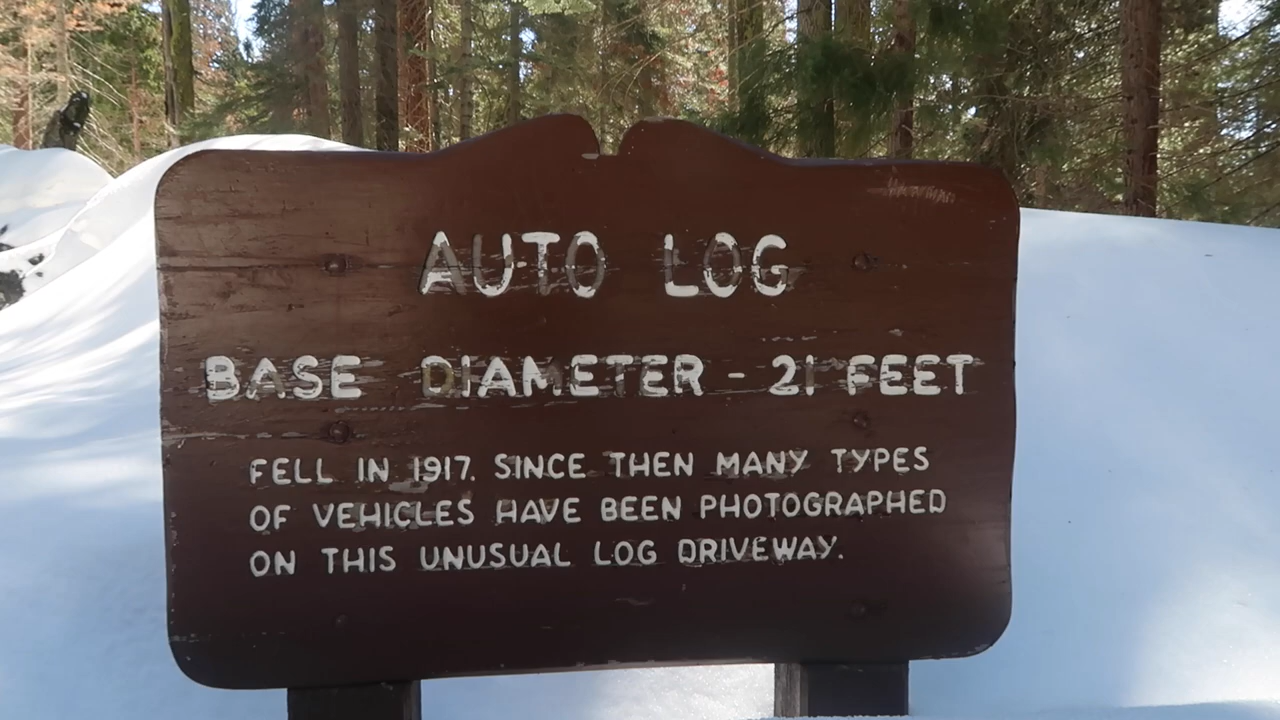 AUTO LOG
BASE DIAMETER - 21 FEET
FELL IN 1917. SINCE THEN MANY TYPES
OF VEHICLES HAVE BEEN PHOTOGRAPHED
ON THIS UNUSUAL LOG DRIVEWAY.